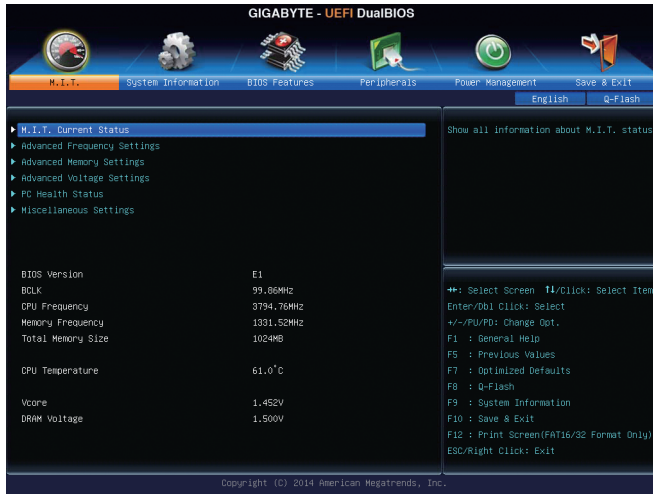 GIGABYTE - UEFI DualBIOS
M.I.T. System Information BIOS Features Peripherals Power Management Save & Exit
English Q-Flash
M.I.T. Current Status
Advanced Frequency Settings
Advanced Memory Settings
Advanced Voltage Settings
PC Health Status
Miscellaneous Settings
Show all information about M.I.T. status
BIOS Version E1
BCLK 99.86MHz
CPU Frequency 3794.76MHz
Memory Frequency 1331.52MHz
Total Memory Size 1024MB
CPU Temperature 61.0°C
Vcore 1.452V
DRAM Voltage 1.500V
→←: Select Screen ↑↓/Click: Select Item
Enter/Dbl Click: Select
+/-/PU/PD: Change Opt.
F1 : General Help
F5 : Previous Values
F7 : Optimized Defaults
F8 : Q-Flash
F9 : System Information
F10 : Save & Exit
F12 : Print Screen(FAT16/32 Format Only)
ESC/Right Click: Exit
Copyright (C) 2014 American Megatrends, Inc.